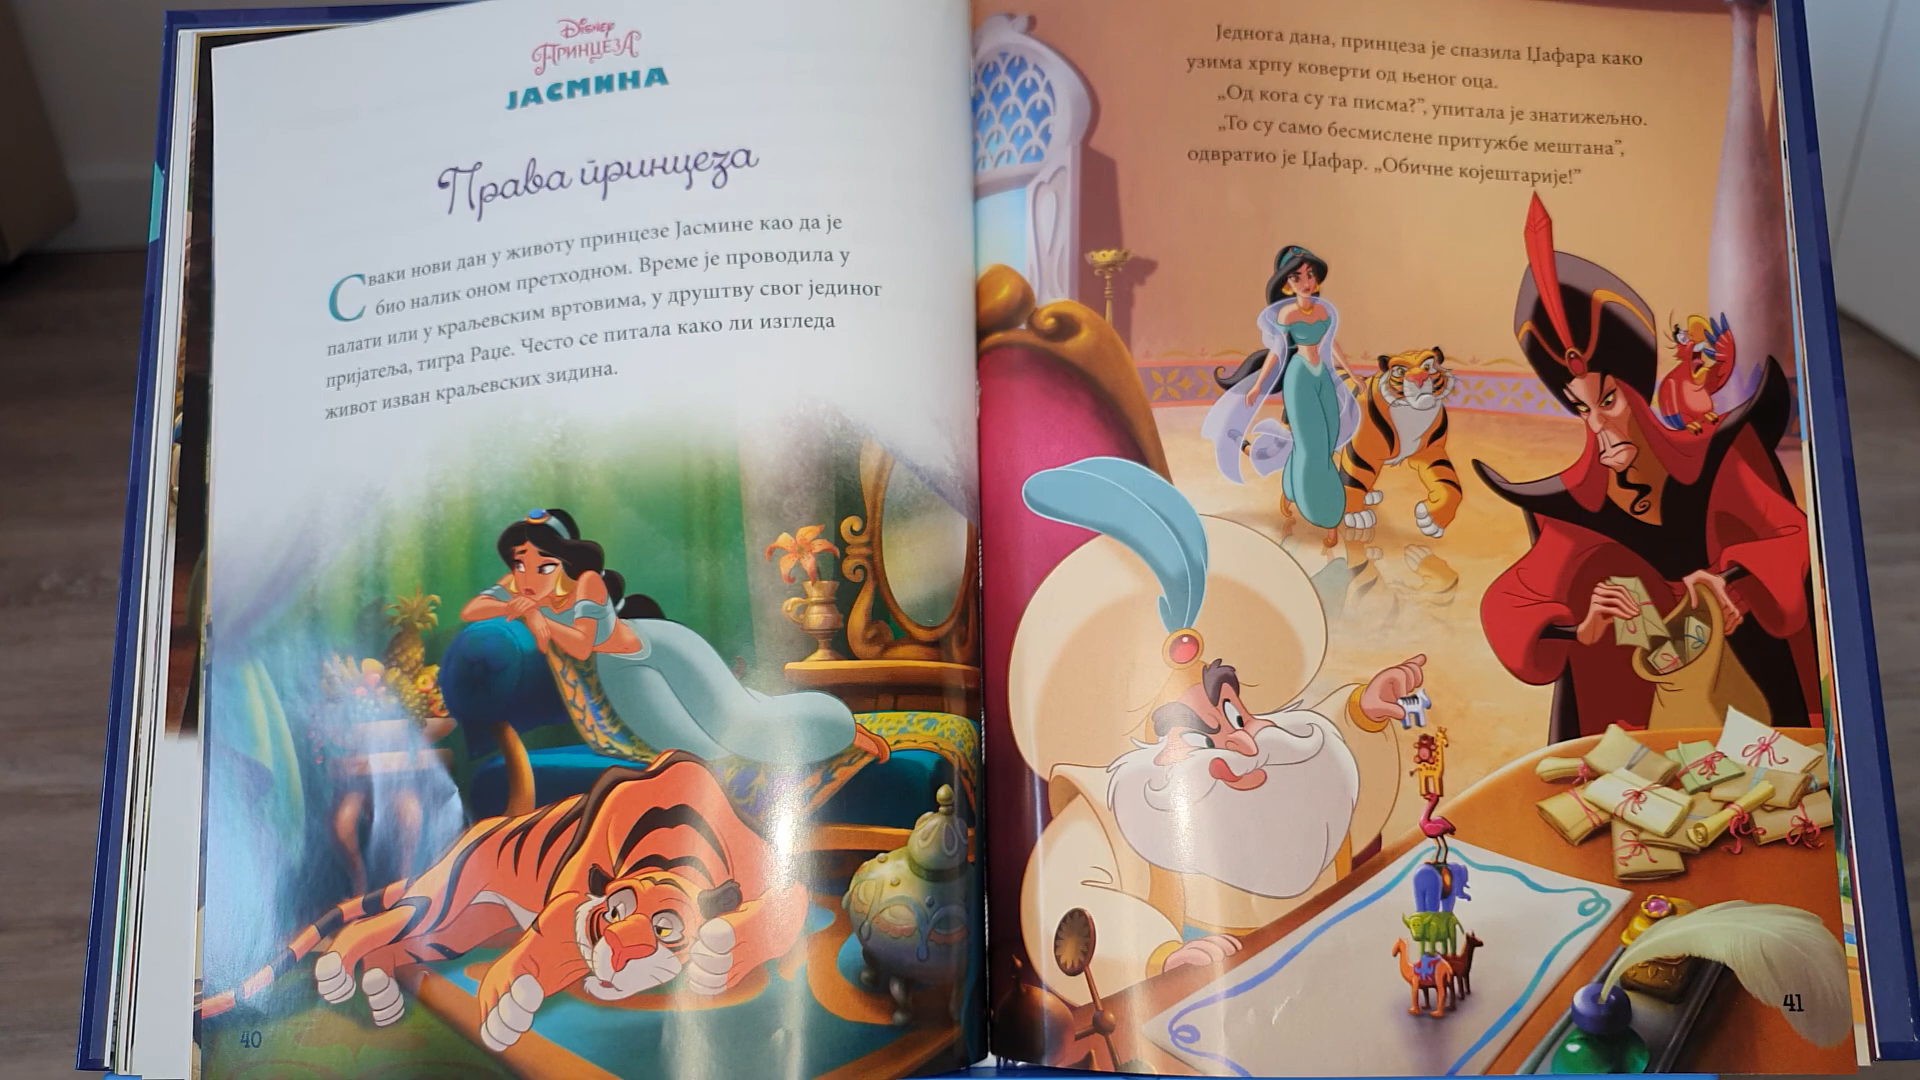 Disney
ПРИНЦЕЗА
ЈАСМИНА
Права принцеза
Сваки нови дан у животу принцезе Јасмине као да је
био налик оном претходном. Време је проводила у
палати или у краљевским вртовима, у друштву свог јединог
пријатеља, тигра Раџе. Често се питала како ли изгледа
живот изван краљевских зидина.
40
Једнога дана, принцеза је спазила Џафара како
узима хрпу коверти од њеног оца.
„Од кога су та писма?”, упитала је знатижељно.
„То су само бесмислене притужбе мештана”,
одвратио је Џафар. „Обичне којештарије!”
41